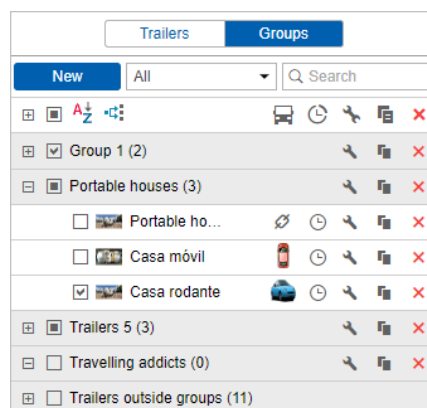 Trailers Groups
New All Search
A Z
Group 1 (2)
Portable houses (3)
Portable ho...
Casa móvil
Casa rodante
Trailers 5 (3)
Travelling addicts (0)
Trailers outside groups (11)